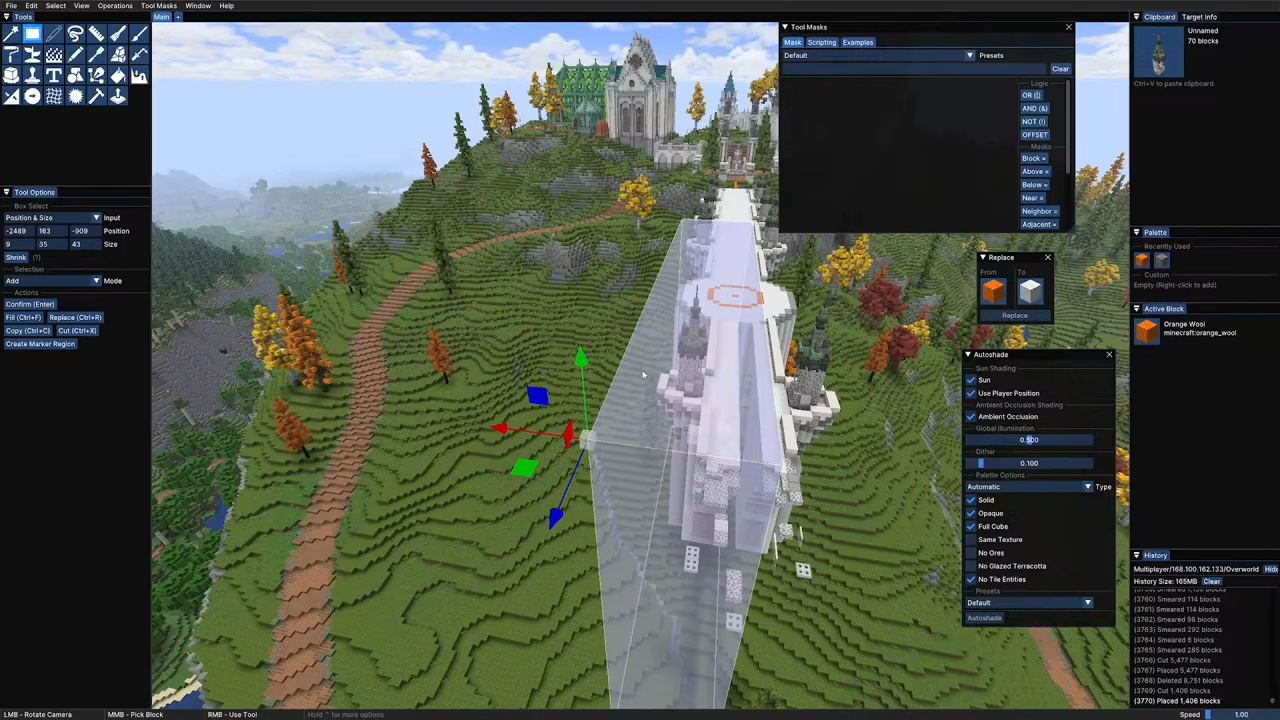 File Edit Select View Operations Tool Masks Window Help
Tools
Tool Options
Box Select
Position & Size Input
-2489 163 -909 Position
9 35 43 Size
Shrink (?)
Selection
Add Mode
Actions
Confirm (Enter)
Fill (Ctrl+F) Replace (Ctrl+R)
Copy (Ctrl+C) Cut (Ctrl+X)
Create Marker Region
Main +
Tool Masks
Mask Scripting Examples
Default Presets
Clear
Logic
OR (|)
AND (&)
NOT (!)
OFFSET
Masks
Block =
Above =
Below =
Near =
Neighbor =
Adjacent =
Replace
From To
Replace
Autoshade
Sun Shading
Sun
Use Player Position
Ambient Occlusion Shading
Ambient Occlusion
Global Illumination
0.500
Dither
0.100
Palette Options
Automatic Type
Solid
Opaque
Full Cube
Same Texture
No Ores
No Glazed Terracotta
No Tile Entities
Presets
Default
Autoshade
Clipboard Target Info
Unnamed
70 blocks
Ctrl+V to paste clipboard
Palette
Recently Used
Custom
Empty (Right-click to add)
Active Block
Orange Wool
minecraft:orange_wool
History
Multiplayer/168.100.162.133/Overworld Hide
History Size: 165MB Clear
(3760) Smeared 114 blocks
(3761) Smeared 114 blocks
(3762) Smeared 98 blocks
(3763) Smeared 292 blocks
(3764) Smeared 6 blocks
(3765) Smeared 285 blocks
(3766) Cut 5,477 blocks
(3767) Placed 5,477 blocks
(3768) Deleted 8,751 blocks
(3769) Cut 1,406 blocks
(3770) Placed 1,406 blocks
LMB - Rotate Camera MMB - Pick Block RMB - Use Tool Hold ^ for more options
Speed 1.00